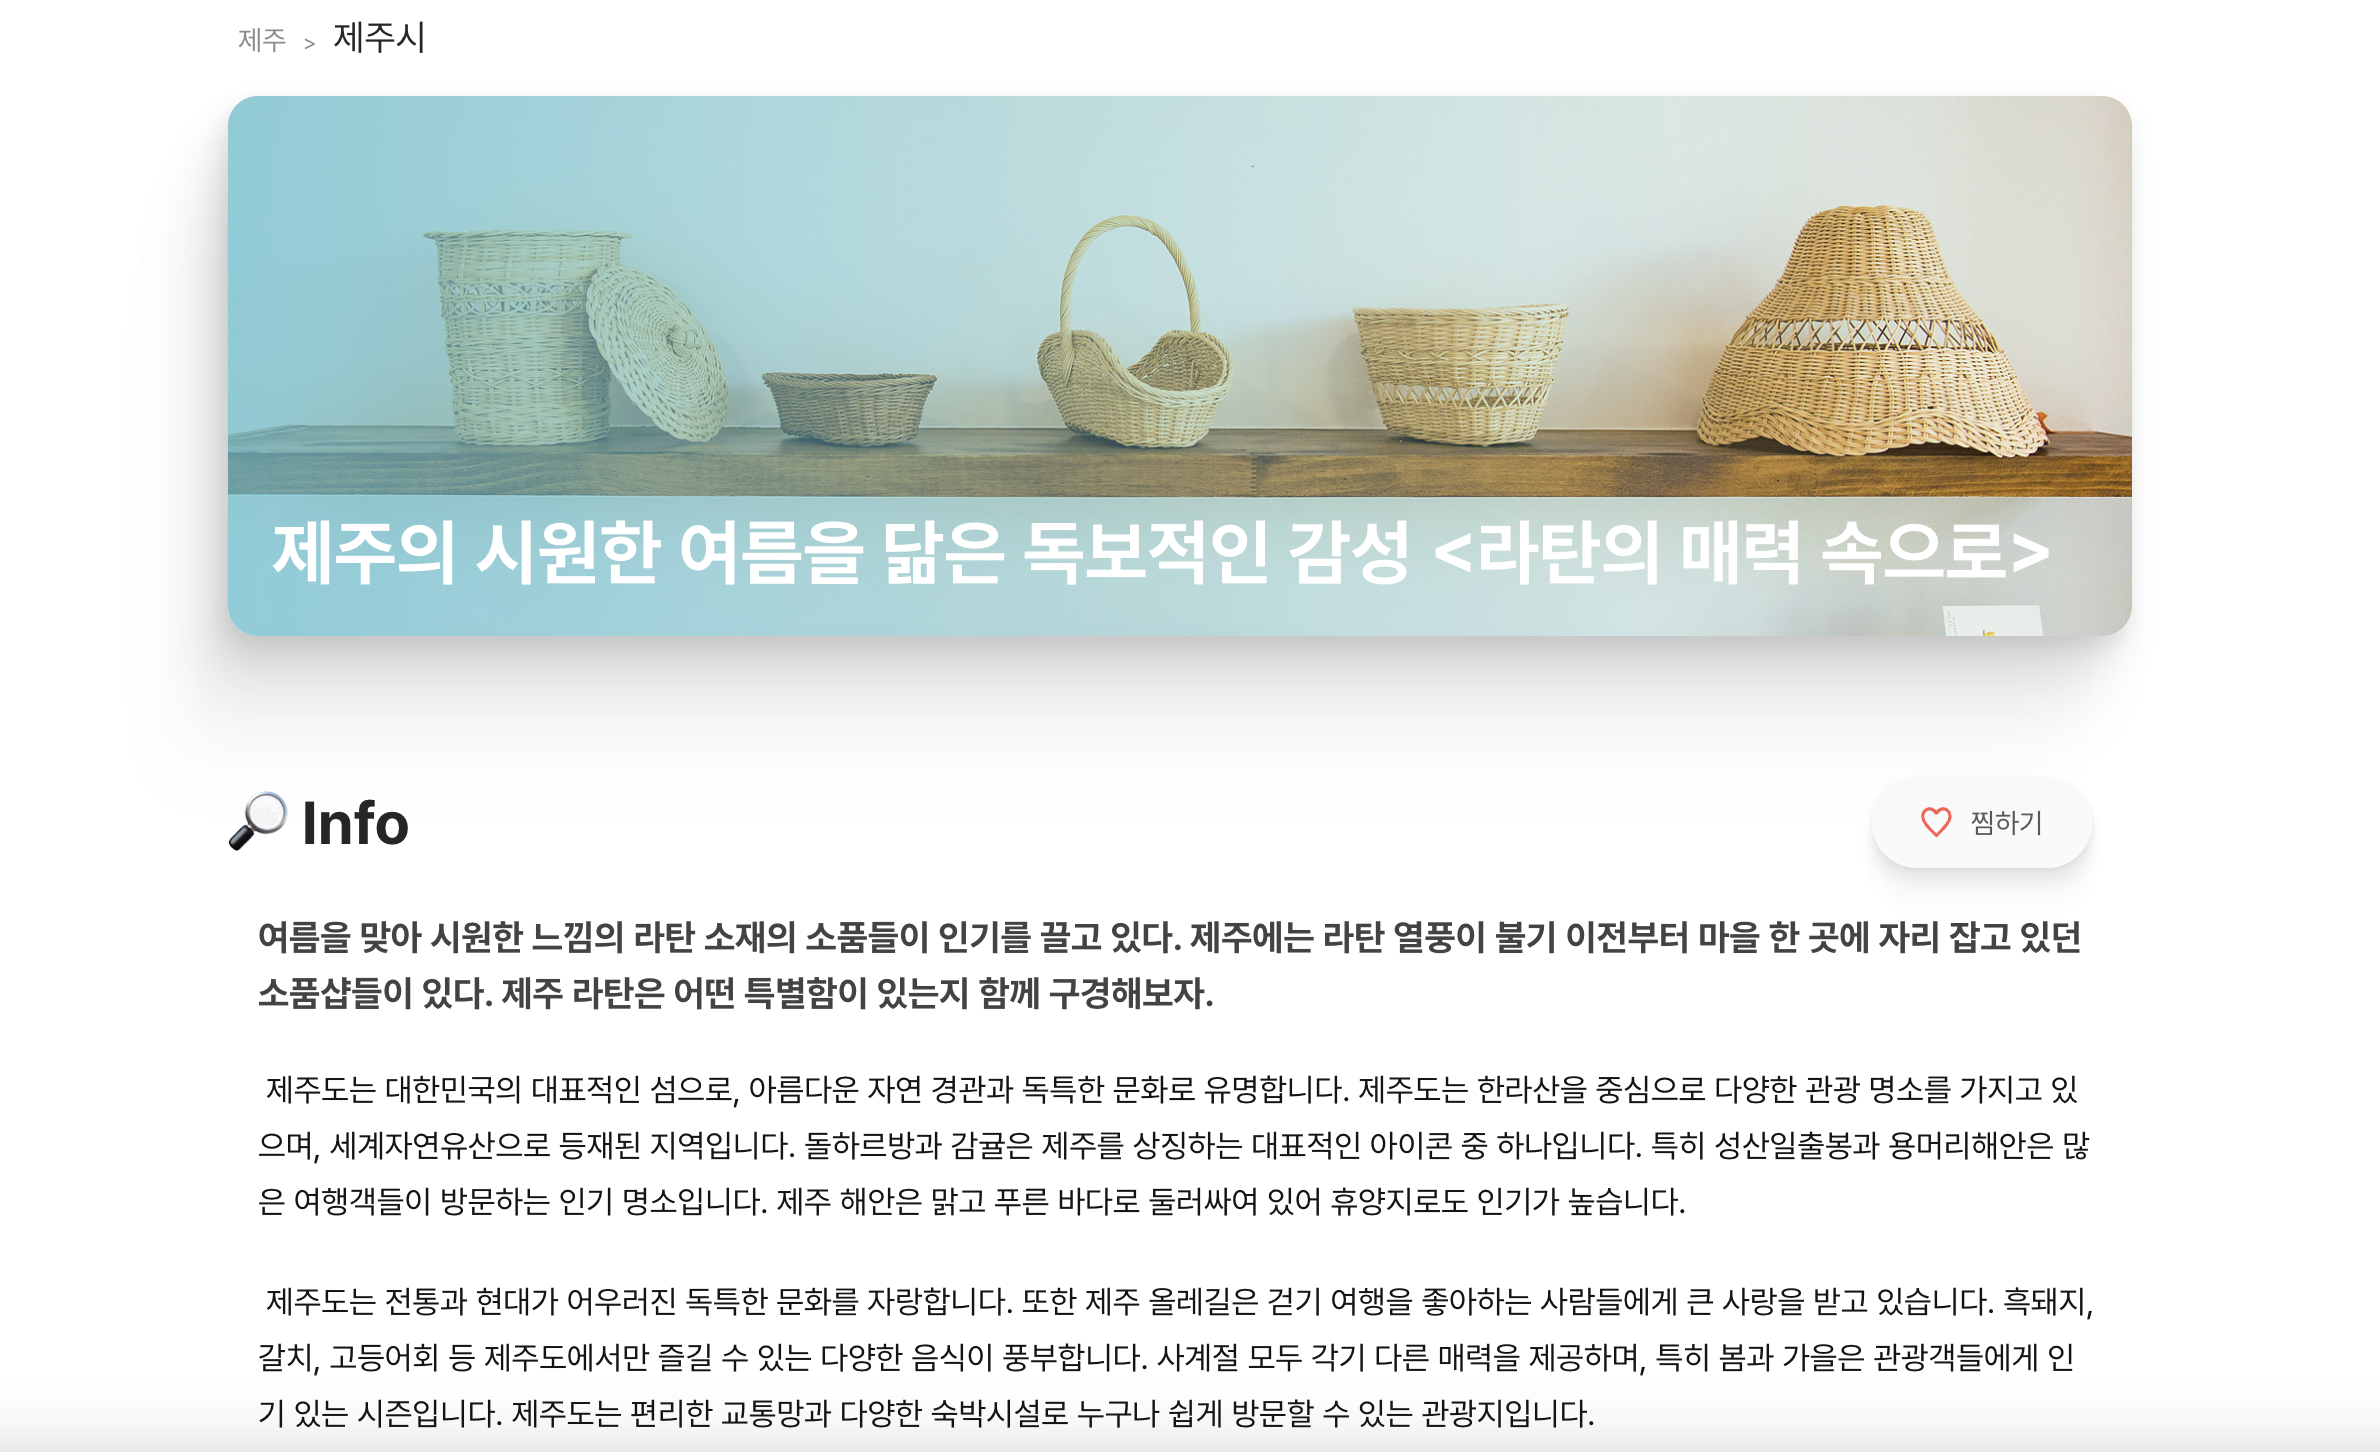 제주 > 제주시
제주의 시원한 여름을 닮은 독보적인 감성 <라탄의 매력 속으로>
Info
찜하기
여름을 맞아 시원한 느낌의 라탄 소재의 소품들이 인기를 끌고 있다. 제주에는 라탄 열풍이 불기 이전부터 마을 한 곳에 자리 잡고 있던
소품샵들이 있다. 제주 라탄은 어떤 특별함이 있는지 함께 구경해보자.
제주도는 대한민국의 대표적인 섬으로, 아름다운 자연 경관과 독특한 문화로 유명합니다. 제주도는 한라산을 중심으로 다양한 관광 명소를 가지고 있
으며, 세계자연유산으로 등재된 지역입니다. 돌하르방과 감귤은 제주를 상징하는 대표적인 아이콘 중 하나입니다. 특히 성산일출봉과 용머리해안은 많
은 여행객들이 방문하는 인기 명소입니다. 제주 해안은 맑고 푸른 바다로 둘러싸여 있어 휴양지로도 인기가 높습니다.
제주도는 전통과 현대가 어우러진 독특한 문화를 자랑합니다. 또한 제주 올레길은 걷기 여행을 좋아하는 사람들에게 큰 사랑을 받고 있습니다. 흑돼지,
갈치, 고등어회 등 제주도에서만 즐길 수 있는 다양한 음식이 풍부합니다. 사계절 모두 각기 다른 매력을 제공하며, 특히 봄과 가을은 관광객들에게 인
기 있는 시즌입니다. 제주도는 편리한 교통망과 다양한 숙박시설로 누구나 쉽게 방문할 수 있는 관광지입니다.